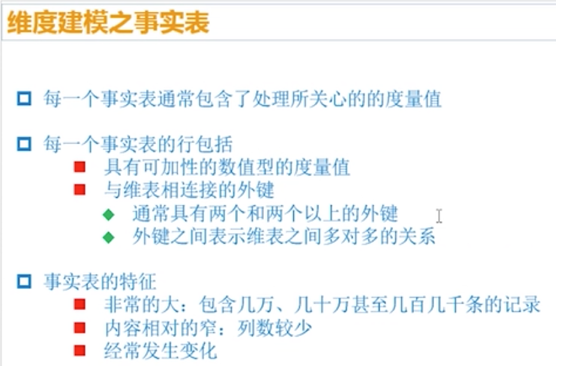 维度建模之事实表
每一个事实表通常包含了处理所关心的的度量值
每一个事实表的行包括
具有可加性的数值型的度量值
与维表相连接的外键
通常具有两个和两个以上的外键
外键之间表示维表之间多对多的关系
事实表的特征
非常的大：包含几万、几十万甚至几百几千条的记录
内容相对的窄：列数较少
经常发生变化